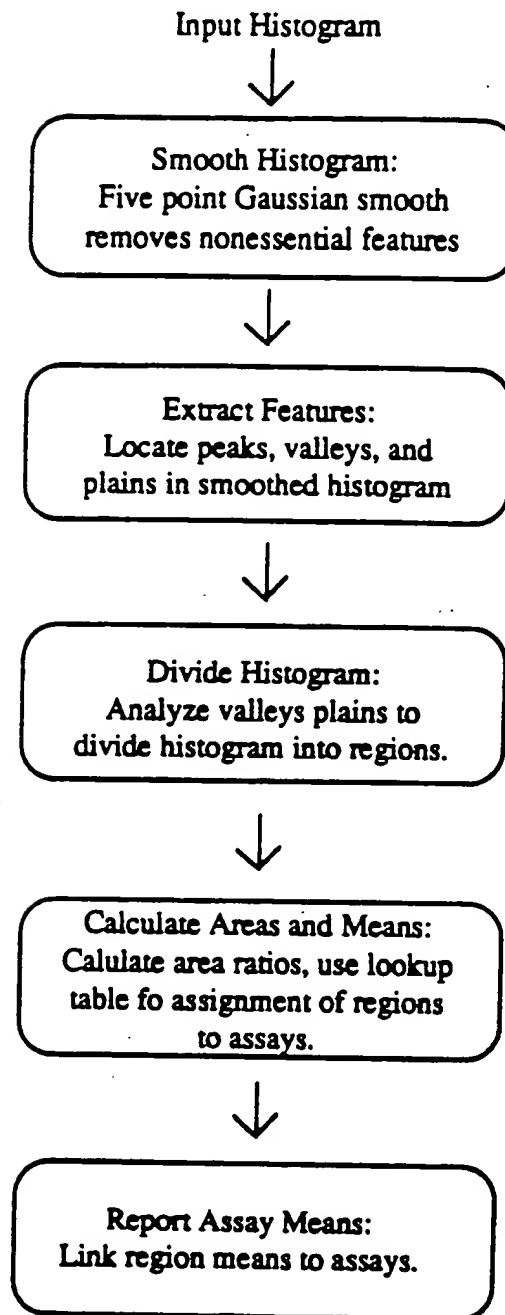 Input Histogram
Smooth Histogram:
Five point Gaussian smooth
removes nonessential features
Extract Features:
Locate peaks, valleys, and
plains in smoothed histogram
Divide Histogram:
Analyze valleys plains to
divide histogram into regions.
Calculate Areas and Means:
Calulate area ratios, use lookup
table fo assignment of regions
to assays.
Report Assay Means:
Link region means to assays.